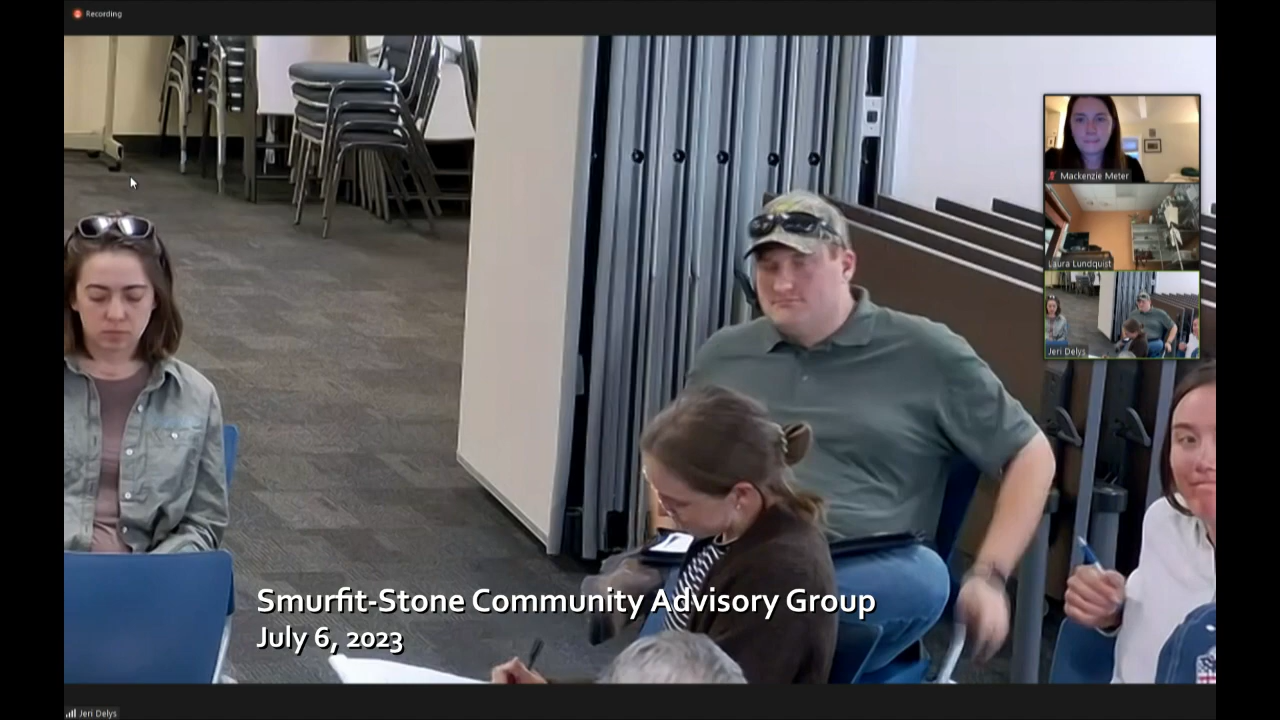 Recording
Mackenzie Meter
Laura Lundquist
Jeri Delys
Smurfit-Stone Community Advisory Group
July 6, 2023
Jeri Delys